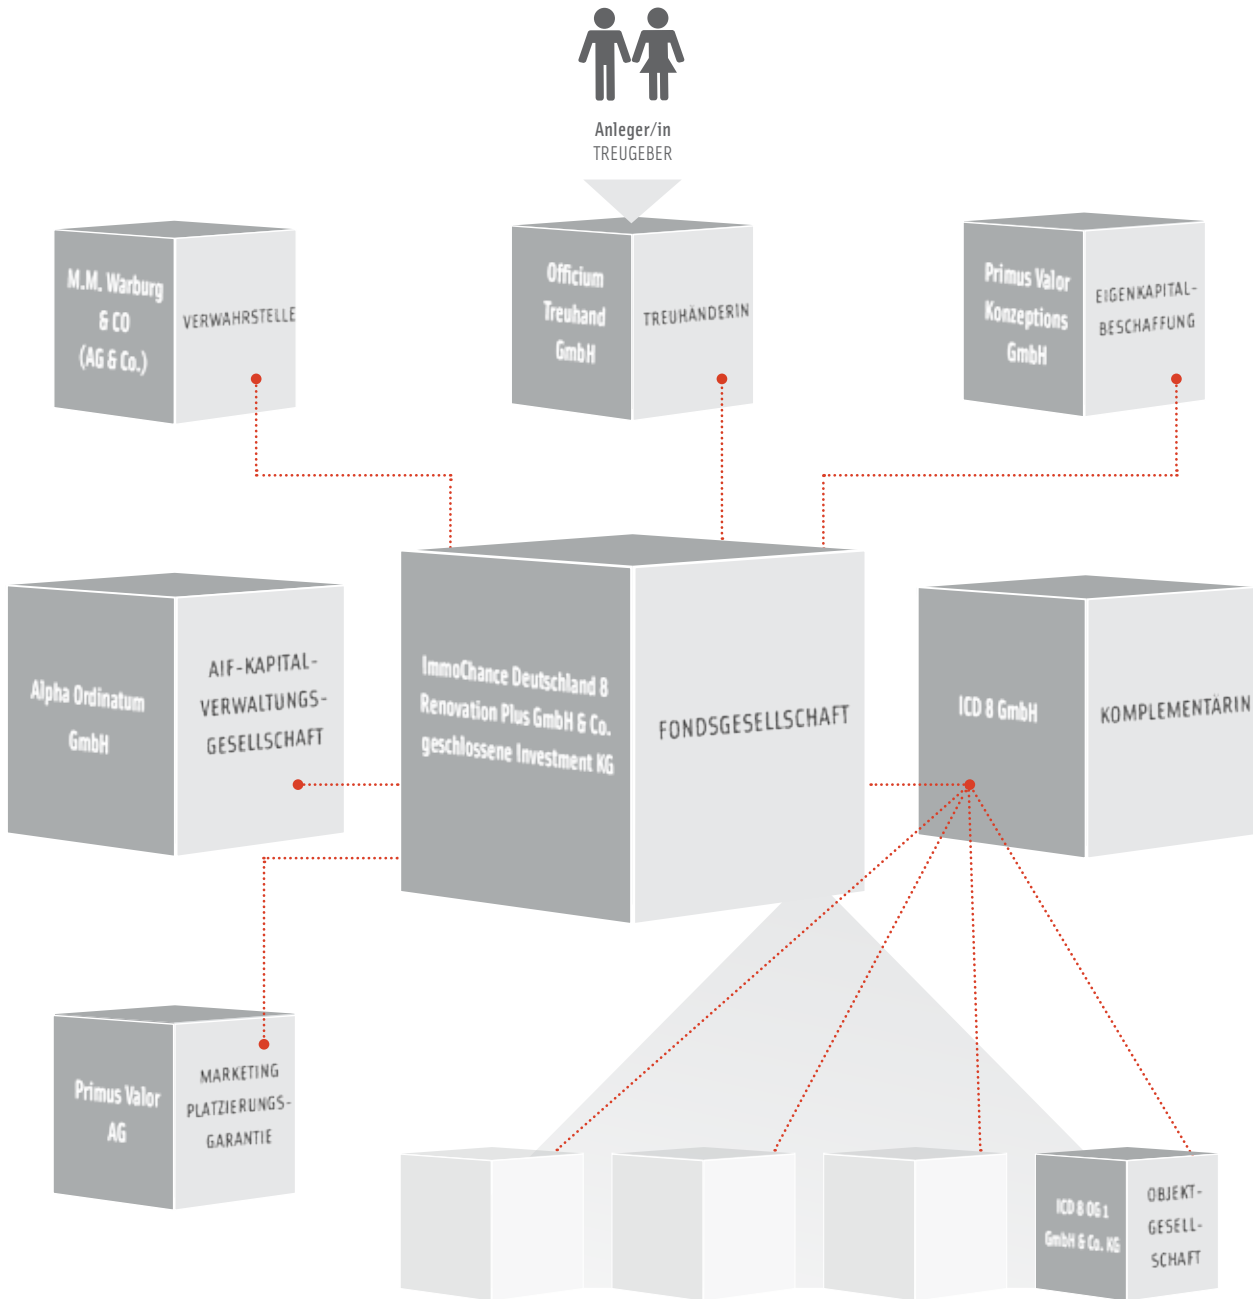 Anleger/in
TREUGEBER
M.M. Warburg
& CO
(AG & Co.)
VERWAHRSTELLE
Officium
Treuhand
GmbH
TREUHÄNDERIN
Primus Valor
Konzeptions
GmbH
EIGENKAPITAL-
BESCHAFFUNG
Alpha Ordinatum
GmbH
AIF-KAPITAL-
VERWALTUNGS-
GESELLSCHAFT
ImmoChance Deutschland 8
Renovation Plus GmbH & Co.
geschlossene Investment KG
FONDSGESELLSCHAFT
ICD 8 GmbH
KOMPLEMENTÄRIN
Primus Valor
AG
MARKETING
PLATZIERUNGS-
GARANTIE
ICD 8 OG 1
GmbH & Co. KG
OBJEKT-
GESELL-
SCHAFT